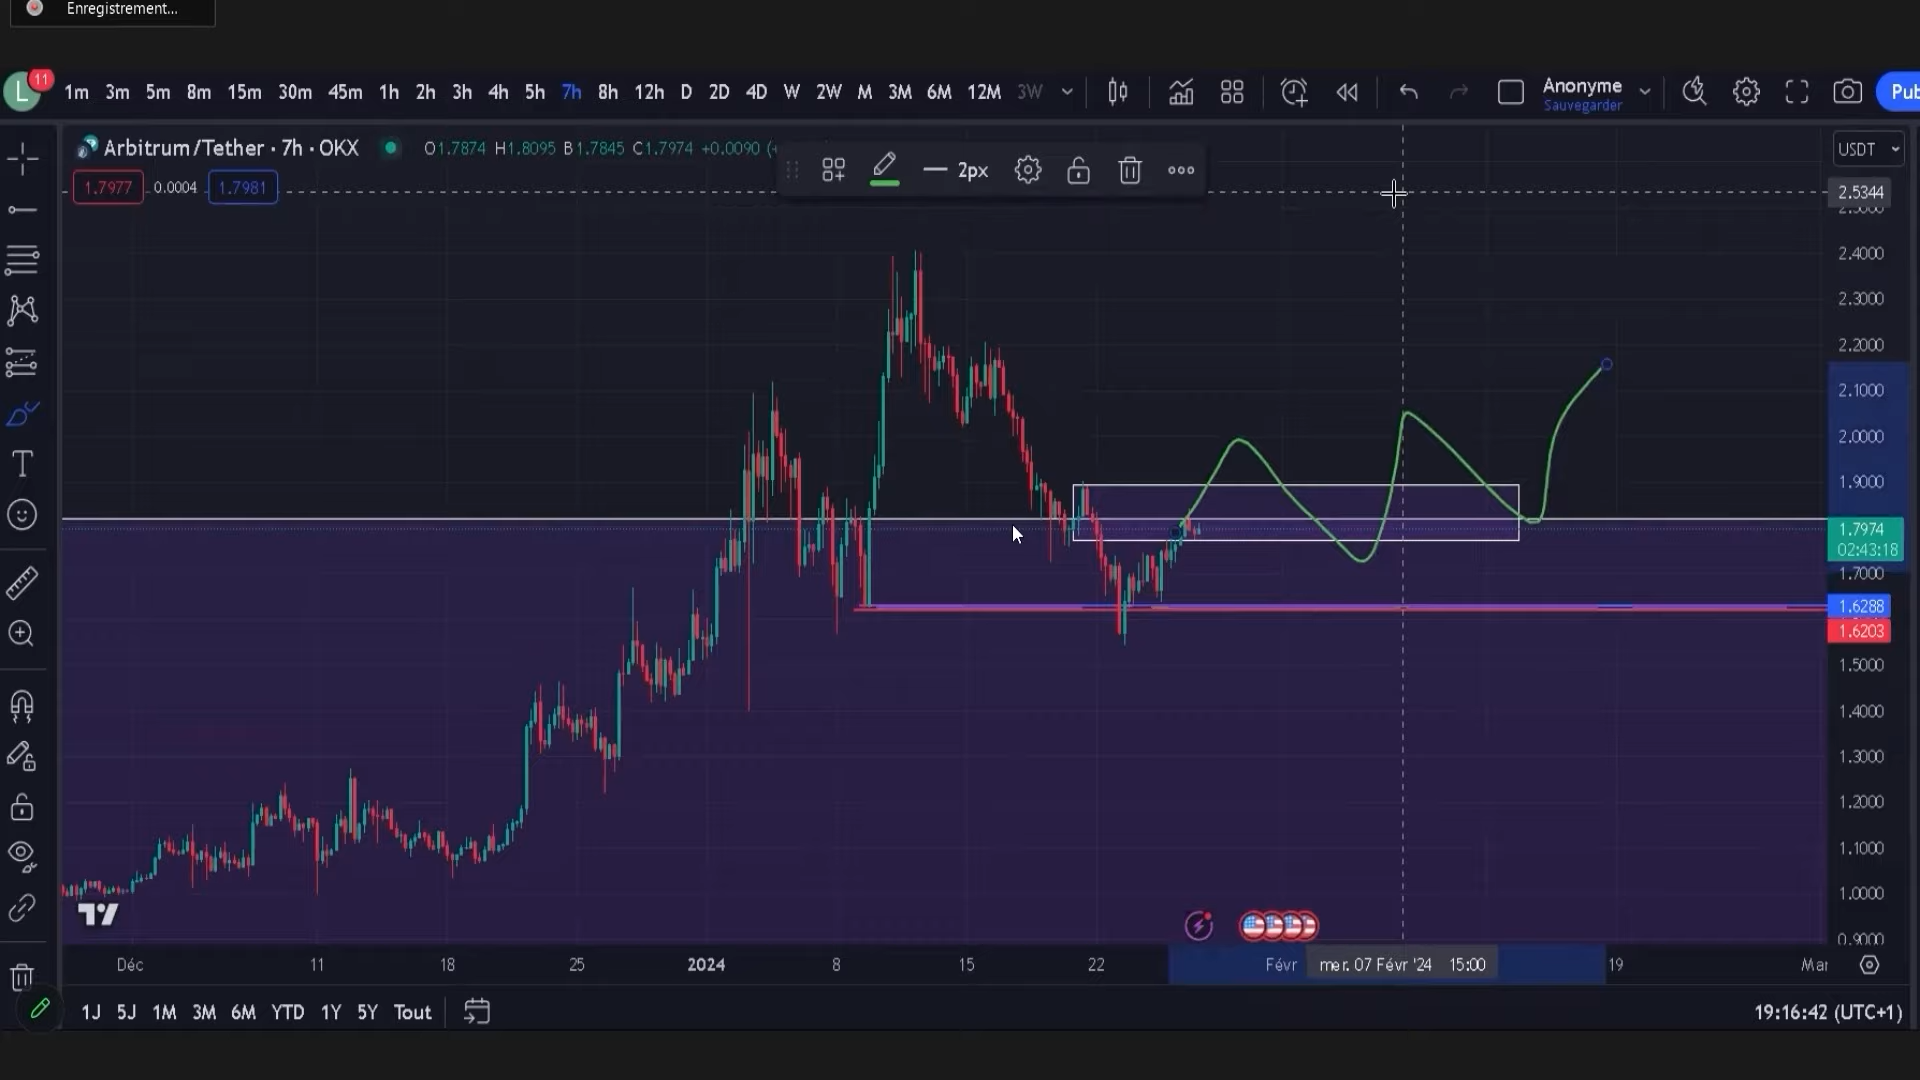 Enregistrement...
L 11 1m 3m 5m 8m 15m 30m 45m 1h 2h 3h 4h 5h 7h 8h 12h D 2D 4D W 2W M 3M 6M 12M 3W Anonyme Pub
Sauvegarder
Arbitrum/Tether · 7h · OKX O1.7874 H1.8095 B1.7845 C1.7974 +0.0090 (+ USDT
2px
1.7977 0.0004 1.7981 2.5344
2.5000
2.4000
2.3000
2.2000
2.1000
2.0000
1.9000
1.7974
02:43:18
1.7000
1.6288
1.6203
1.5000
1.4000
1.3000
1.2000
1.1000
1.0000
0.9000
Déc 11 18 25 2024 8 15 22 Févr mer. 07 Févr '24 15:00 19 Mar
1J 5J 1M 3M 6M YTD 1Y 5Y Tout 19:16:42 (UTC+1)